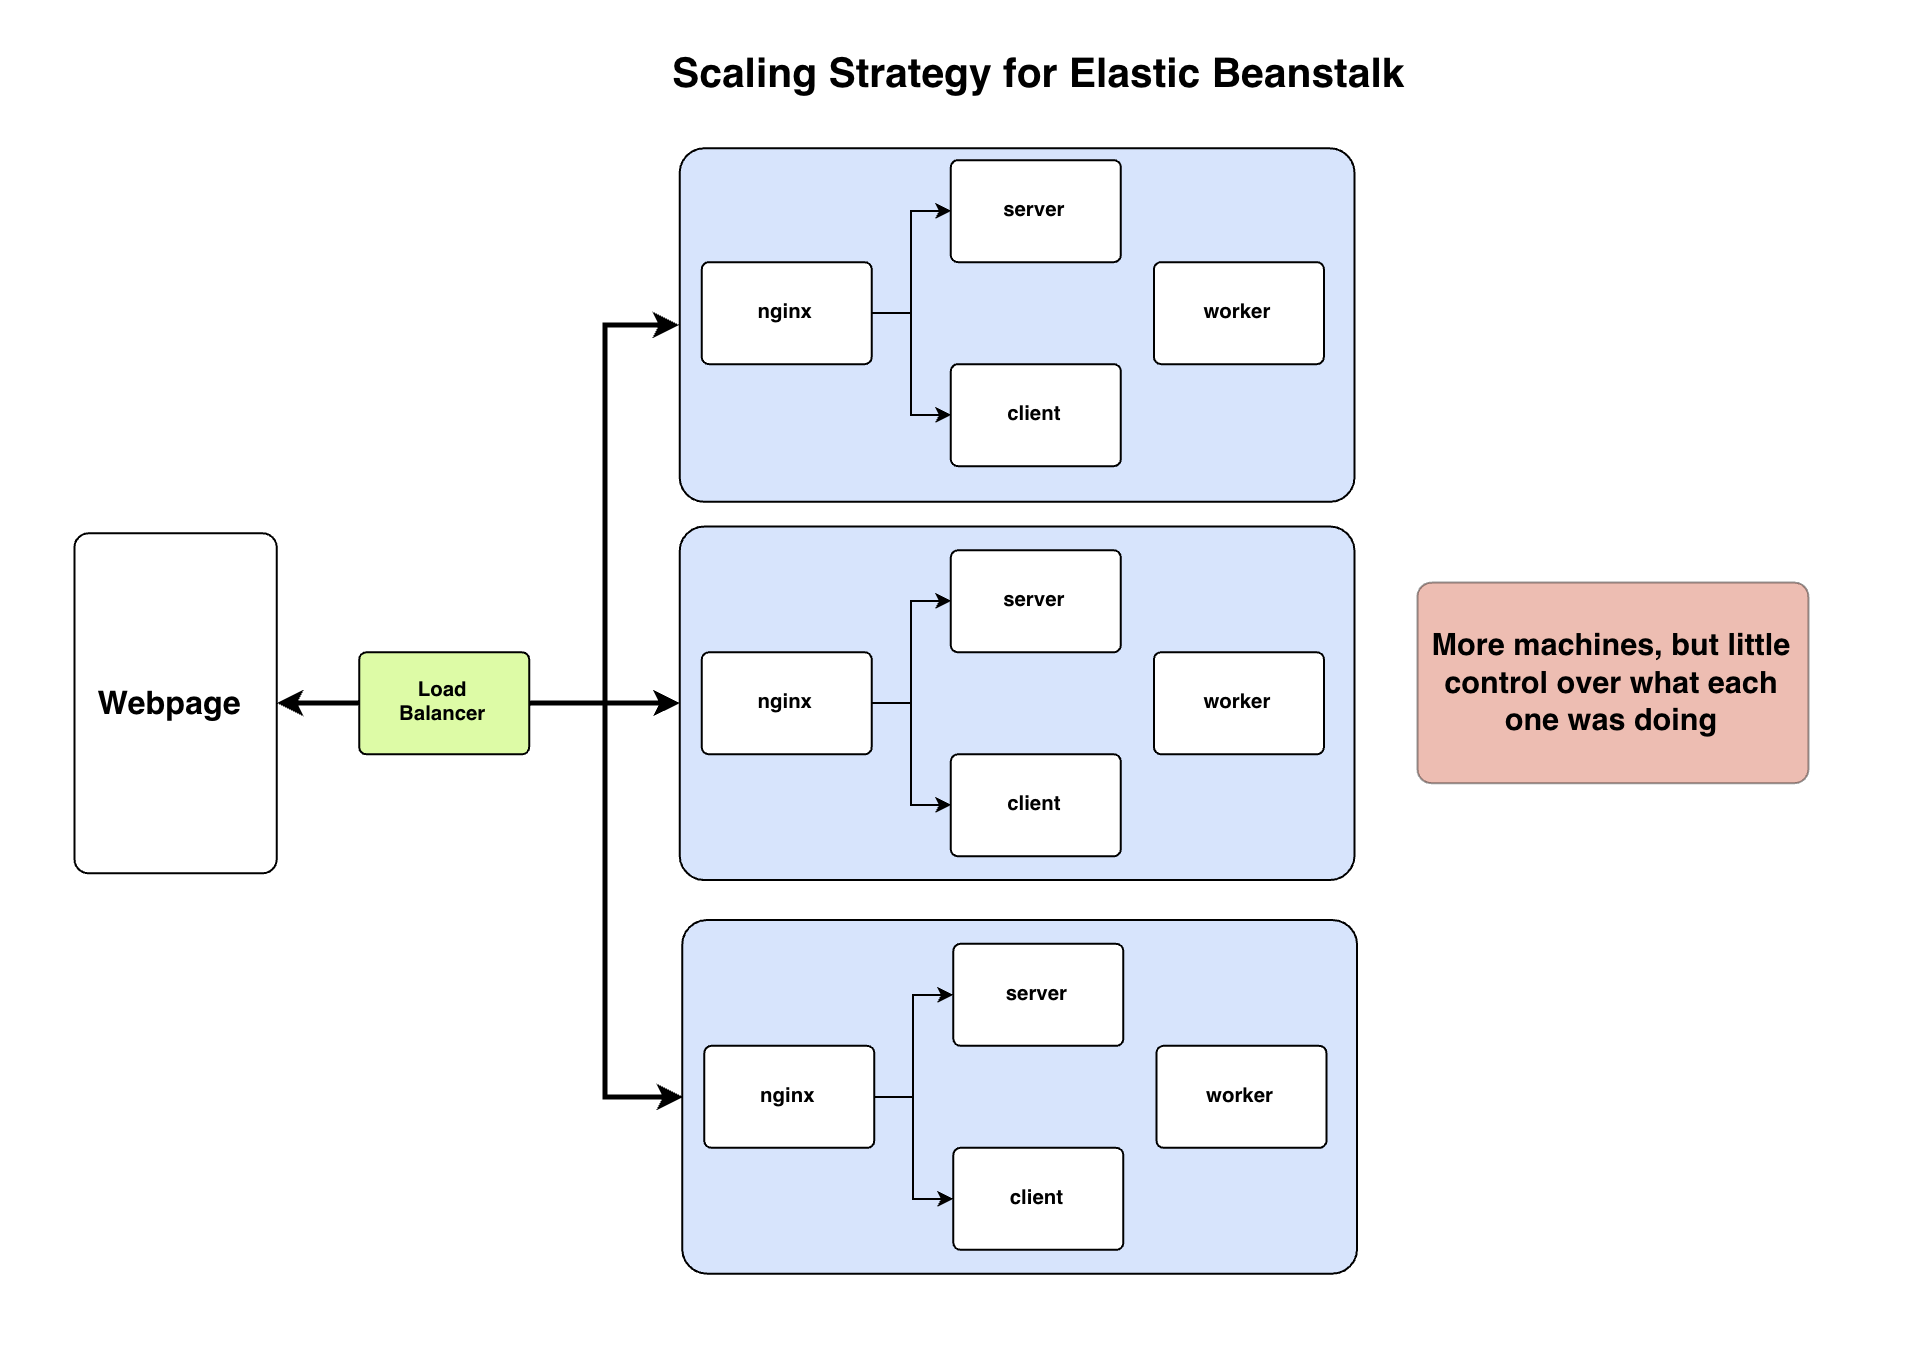 Scaling Strategy for Elastic Beanstalk
server
nginx
worker
client
Webpage
Load
Balancer
server
nginx
worker
client
More machines, but little
control over what each
one was doing
server
nginx
worker
client